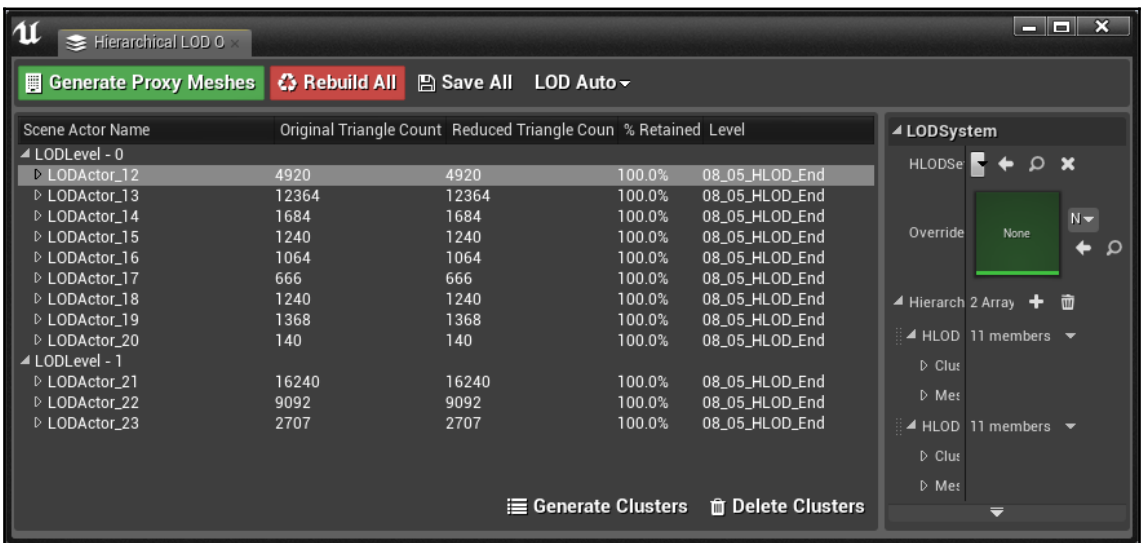 Hierarchical LOD O
Generate Proxy Meshes Rebuild All Save All LOD Auto
Scene Actor Name Original Triangle Count Reduced Triangle Coun % Retained Level
LODLevel - 0
LODActor_12 4920 4920 100.0% 08_05_HLOD_End
LODActor_13 12364 12364 100.0% 08_05_HLOD_End
LODActor_14 1684 1684 100.0% 08_05_HLOD_End
LODActor_15 1240 1240 100.0% 08_05_HLOD_End
LODActor_16 1064 1064 100.0% 08_05_HLOD_End
LODActor_17 666 666 100.0% 08_05_HLOD_End
LODActor_18 1240 1240 100.0% 08_05_HLOD_End
LODActor_19 1368 1368 100.0% 08_05_HLOD_End
LODActor_20 140 140 100.0% 08_05_HLOD_End
LODLevel - 1
LODActor_21 16240 16240 100.0% 08_05_HLOD_End
LODActor_22 9092 9092 100.0% 08_05_HLOD_End
LODActor_23 2707 2707 100.0% 08_05_HLOD_End
Generate Clusters Delete Clusters
LODSystem
HLODSe
Override None N
Hierarch 2 Array
HLOD 11 members
Clus
Mes
HLOD 11 members
Clus
Mes